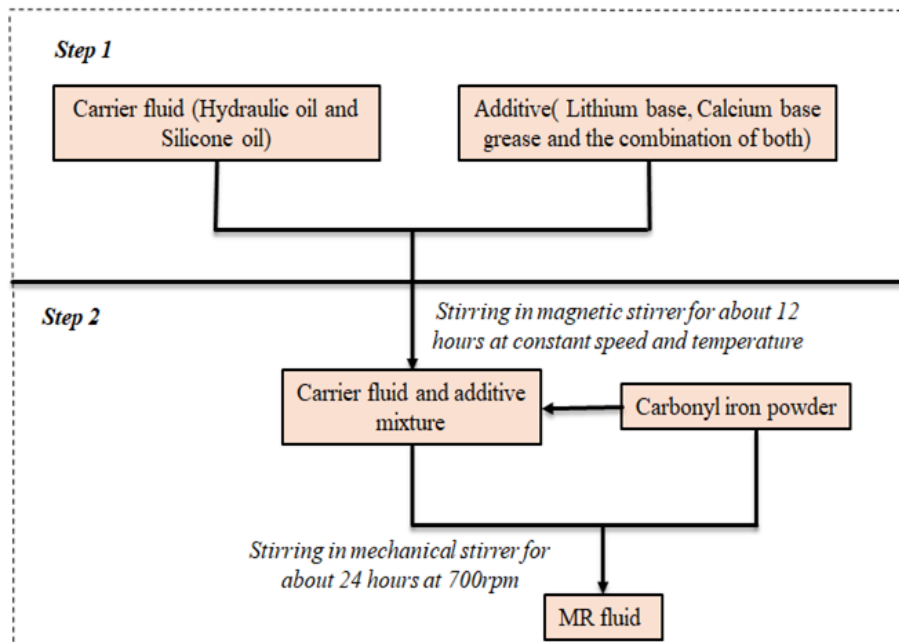 Step 1
Carrier fluid (Hydraulic oil and
Silicone oil)
Additive( Lithium base, Calcium base
grease and the combination of both)
Step 2
Stirring in magnetic stirrer for about 12
hours at constant speed and temperature
Carrier fluid and additive
mixture
Carbonyl iron powder
Stirring in mechanical stirrer for
about 24 hours at 700rpm
MR fluid